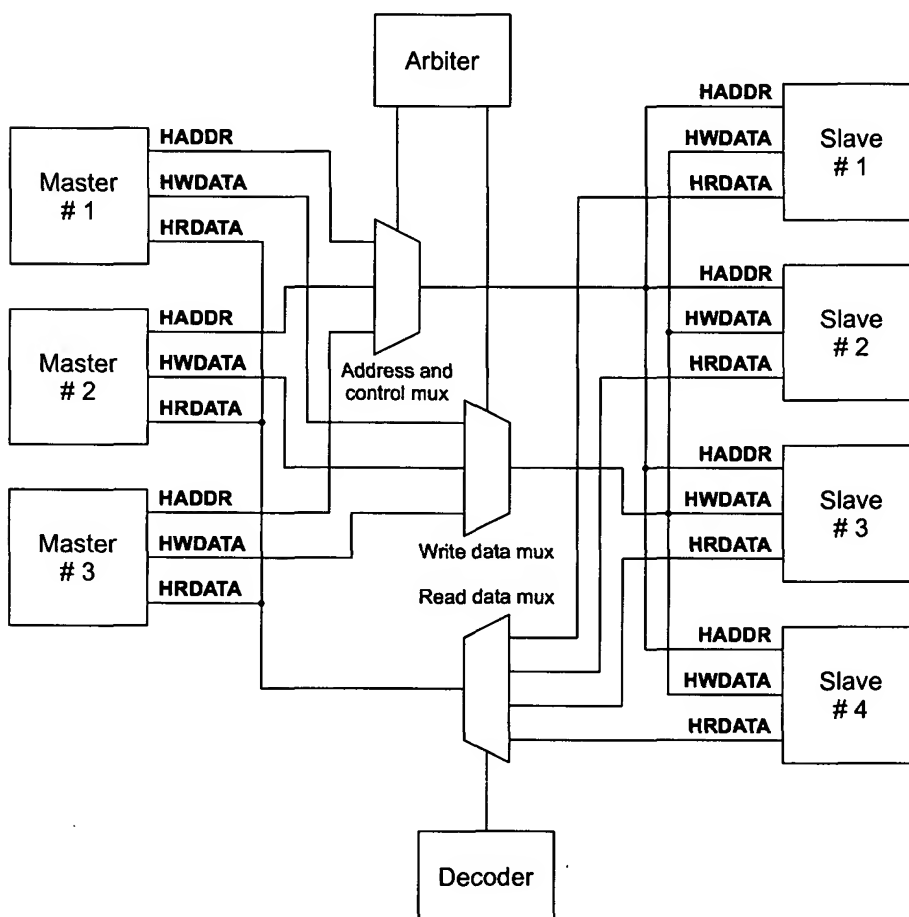 Arbiter
Master
# 1
HADDR
HWDATA
HRDATA
Master
# 2
HADDR
HWDATA
HRDATA
Master
# 3
HADDR
HWDATA
HRDATA
Address and
control mux
Write data mux
Read data mux
HADDR
HWDATA
HRDATA
Slave
# 1
HADDR
HWDATA
HRDATA
Slave
# 2
HADDR
HWDATA
HRDATA
Slave
# 3
HADDR
HWDATA
HRDATA
Slave
# 4
Decoder